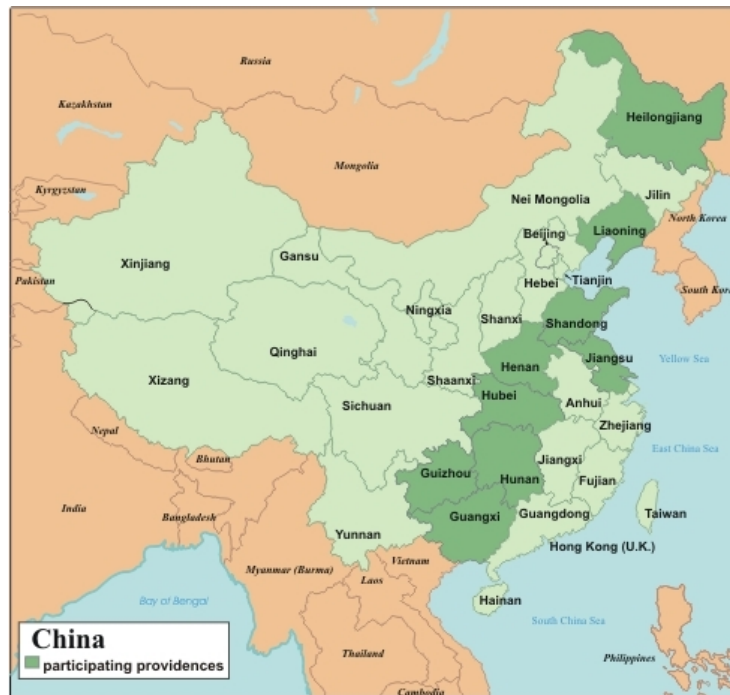 Russia
Kazakhstan
Heilongjiang
Mongolia
Kyrgyzstan
Nei Mongolia
Jilin
North Korea
Beijing
Liaoning
Xinjiang
Gansu
Pakistan
Tianjin
Hebei
South Kor
Ningxia
Shanxi
Shandong
Qinghai
Henan
Jiangsu
Yellow Sea
Xizang
Shaanxi
Hubei
Sichuan
Anhui
Zhejiang
Nepal
Bhutan
Guizhou
Jiangxi
East China Sea
Hunan
Fujian
India
Bangladesh
Guangxi
Guangdong
Taiwan
Yunnan
Hong Kong (U.K.)
Myanmar (Burma)
Vietnam
Laos
Bay of Bengal
Hainan
South China Sea
China
participating providences
Thailand
Philippines
Cambodia